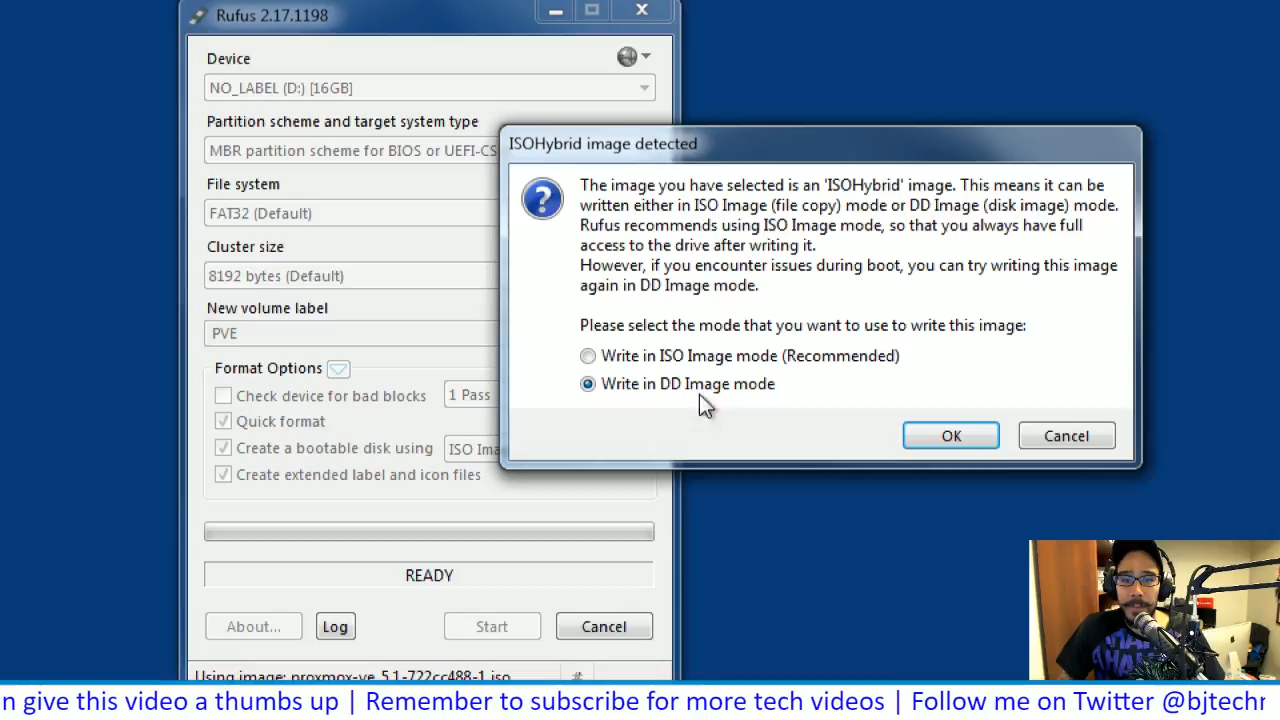 Rufus 2.17.1198
Device
NO_LABEL (D:) [16GB]
Partition scheme and target system type
MBR partition scheme for BIOS or UEFI-CS
File system
FAT32 (Default)
Cluster size
8192 bytes (Default)
New volume label
PVE
Format Options
Check device for bad blocks 1 Pass
Quick format
Create a bootable disk using ISO Ima
Create extended label and icon files
READY
About... Log Start Cancel
Using image: proxmox-ve_5.1-722cc488-1.iso #
ISOHybrid image detected
The image you have selected is an 'ISOHybrid' image. This means it can be
written either in ISO Image (file copy) mode or DD Image (disk image) mode.
Rufus recommends using ISO Image mode, so that you always have full
access to the drive after writing it.
However, if you encounter issues during boot, you can try writing this image
again in DD Image mode.
Please select the mode that you want to use to write this image:
Write in ISO Image mode (Recommended)
Write in DD Image mode
OK Cancel
n give this video a thumbs up | Remember to subscribe for more tech videos | Follow me on Twitter @bjtechr